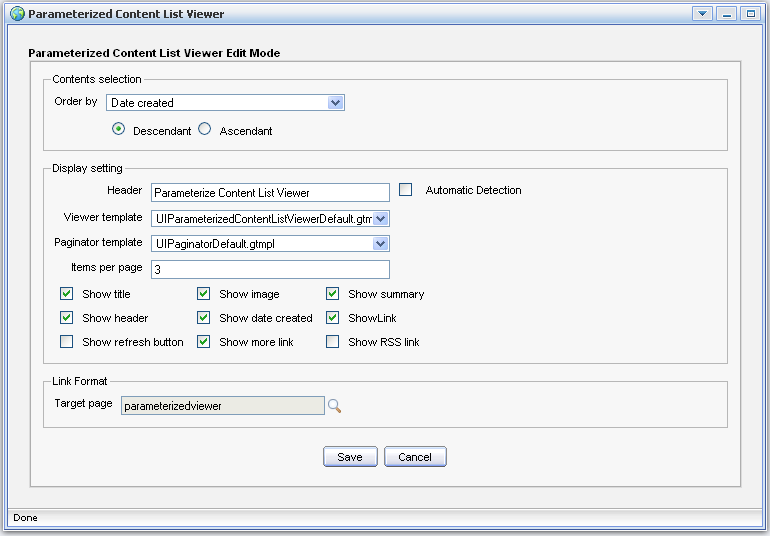 Parameterized Content List Viewer
Parameterized Content List Viewer Edit Mode
Contents selection
Order by Date created
Descendant Ascendant
Display setting
Header Parameterize Content List Viewer Automatic Detection
Viewer template UIParameterizedContentListViewerDefault.gtm
Paginator template UIPaginatorDefault.gtmpl
Items per page 3
Show title Show image Show summary
Show header Show date created ShowLink
Show refresh button Show more link Show RSS link
Link Format
Target page parameterizedviewer
Save Cancel
Done